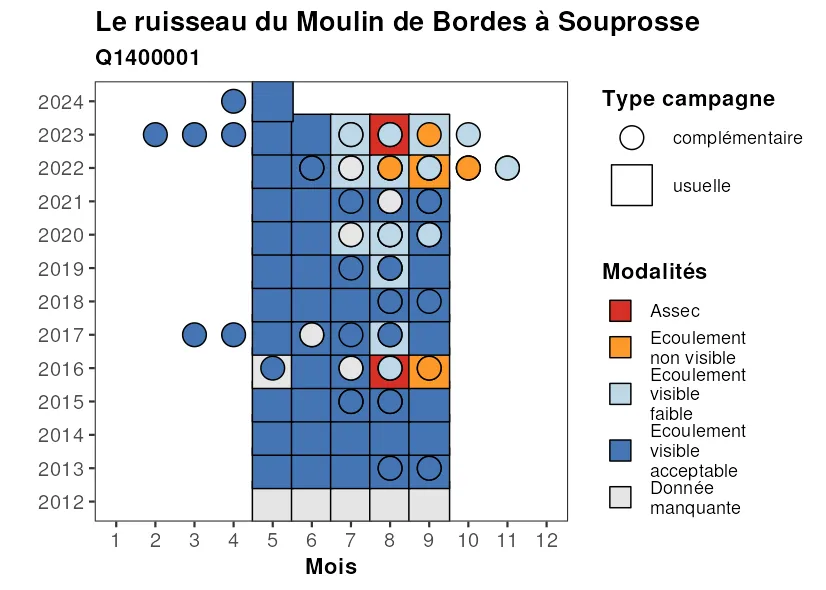 Le ruisseau du Moulin de Bordes à Souprosse
Q1400001
2024
2023
2022
2021
2020
2019
2018
2017
2016
2015
2014
2013
2012
1 2 3 4 5 6 7 8 9 10 11 12
Mois
Type campagne
complémentaire
usuelle
Modalités
Assec
Ecoulement
non visible
Ecoulement
visible
faible
Ecoulement
visible
acceptable
Donnée
manquante